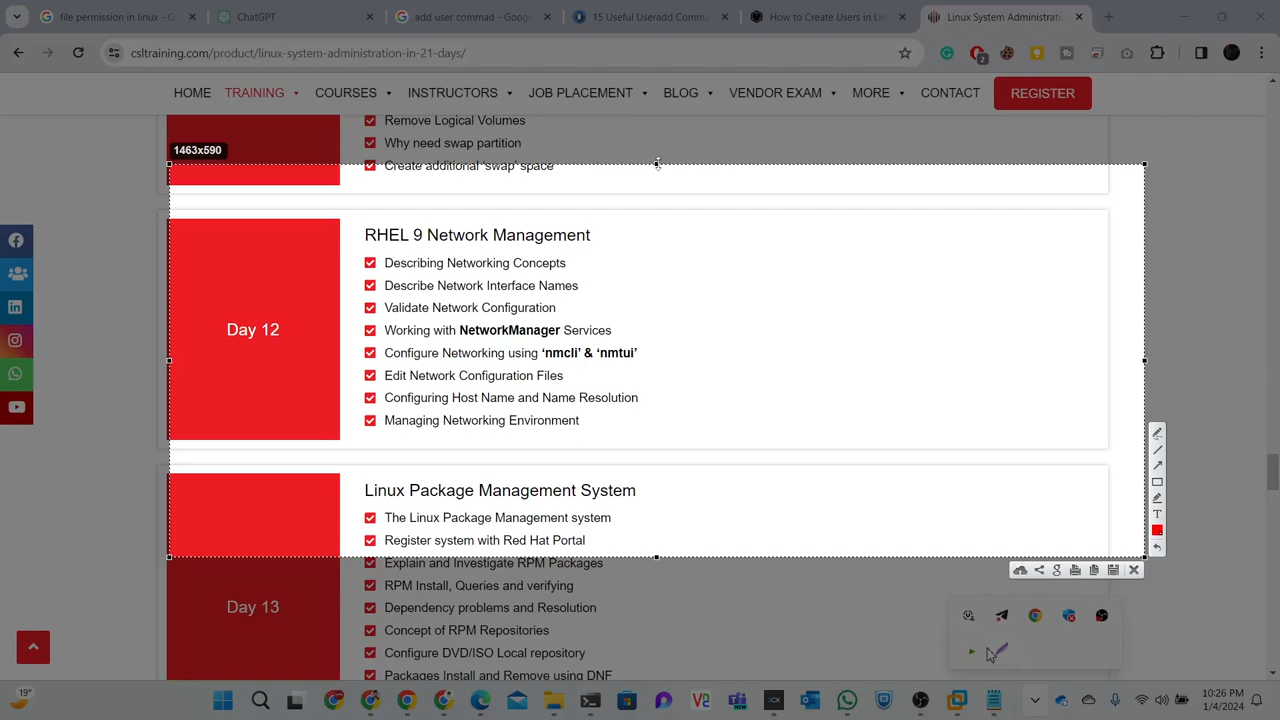 file permission in linux - G
ChatGPT
add user commad - Goog
15 Useful Useradd Comma
How to Create Users in Lin
Linux System Administrati
csltraining.com/product/linux-system-administration-in-21-days/
2
HOME TRAINING COURSES INSTRUCTORS JOB PLACEMENT BLOG VENDOR EXAM MORE CONTACT REGISTER
Remove Logical Volumes
Why need swap partition
1463x590
Create additional 'swap' space
RHEL 9 Network Management
Describing Networking Concepts
Describe Network Interface Names
Validate Network Configuration
Day 12
Working with NetworkManager Services
Configure Networking using ‘nmcli’ & ‘nmtui’
Edit Network Configuration Files
Configuring Host Name and Name Resolution
Managing Networking Environment
Linux Package Management System
The Linux Package Management system
Register system with Red Hat Portal
Explain and Investigate RPM Packages
RPM Install, Queries and verifying
Day 13
Dependency problems and Resolution
Concept of RPM Repositories
Configure DVD/ISO Local repository
Packages Install and Remove using DNF
19°
10:26 PM
1/4/2024